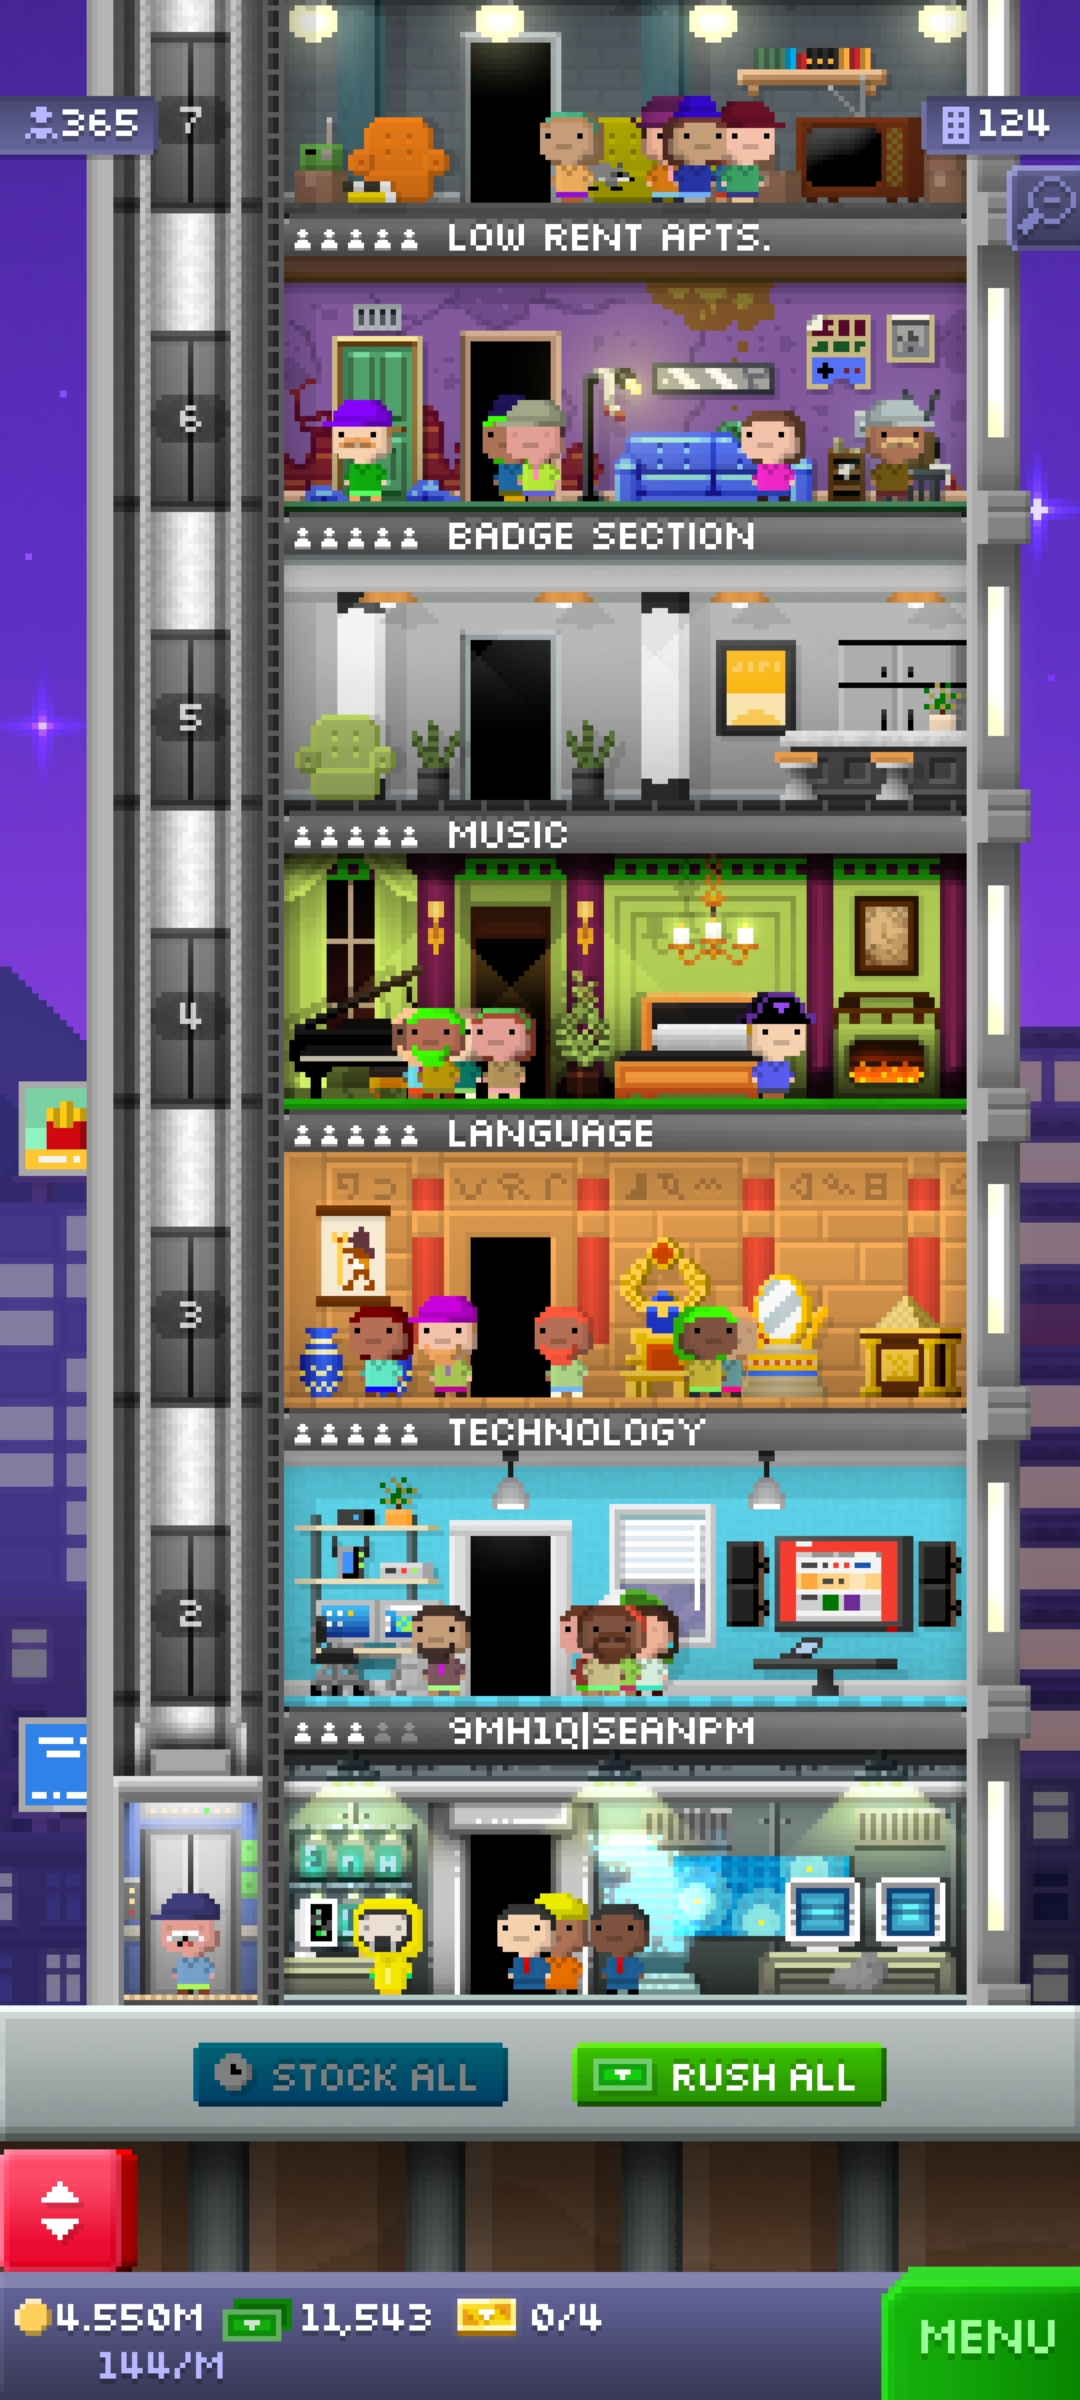 7
365
124
LOW RENT APTS.
6
BADGE SECTION
5
MUSIC
4
LANGUAGE
3
TECHNOLOGY
2
9MH1Q|SEANPM
STOCK ALL
RUSH ALL
4.550M
11,543
0/4
144/M
MENU